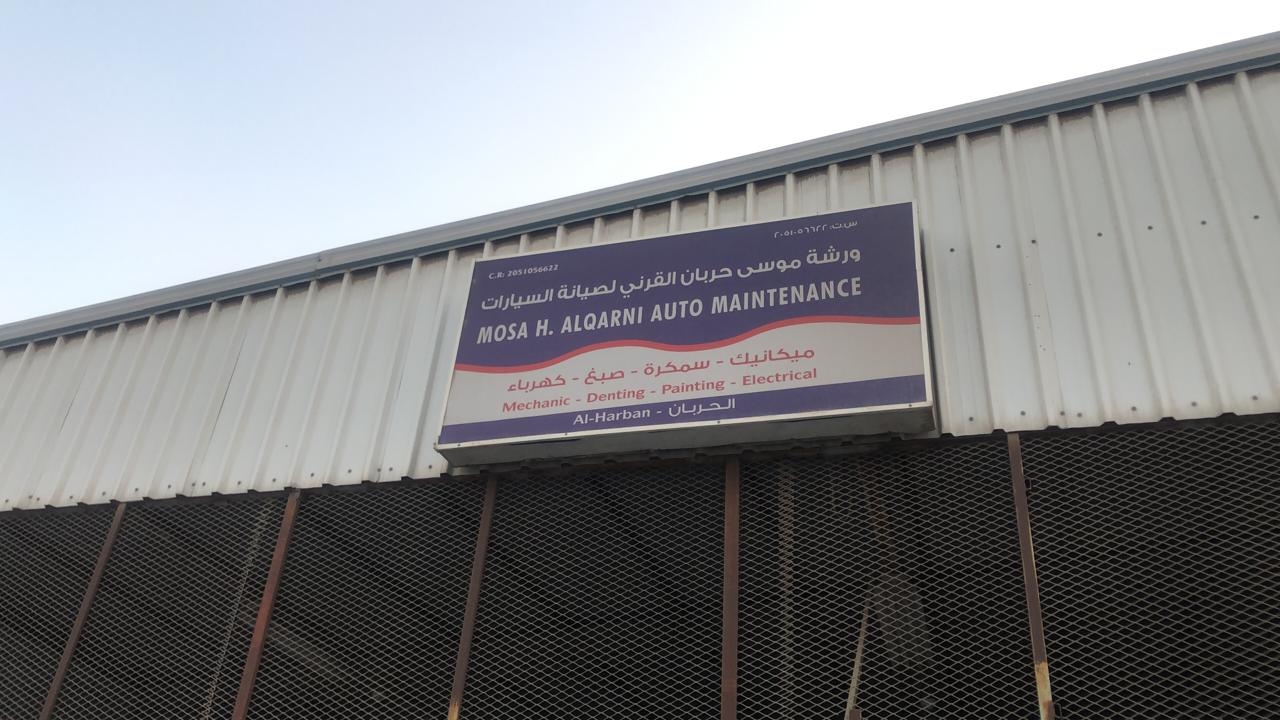 س.ت: ٢٠٥١٠٥٦٦٢٢
C.R: 2051056622
ورشة موسى حربان القرني لصيانة السيارات
MOSA H. ALQARNI AUTO MAINTENANCE
ميكانيك - سمكرة - صبغ - كهرباء
Mechanic - Denting - Painting - Electrical
Al-Harban - الحربان